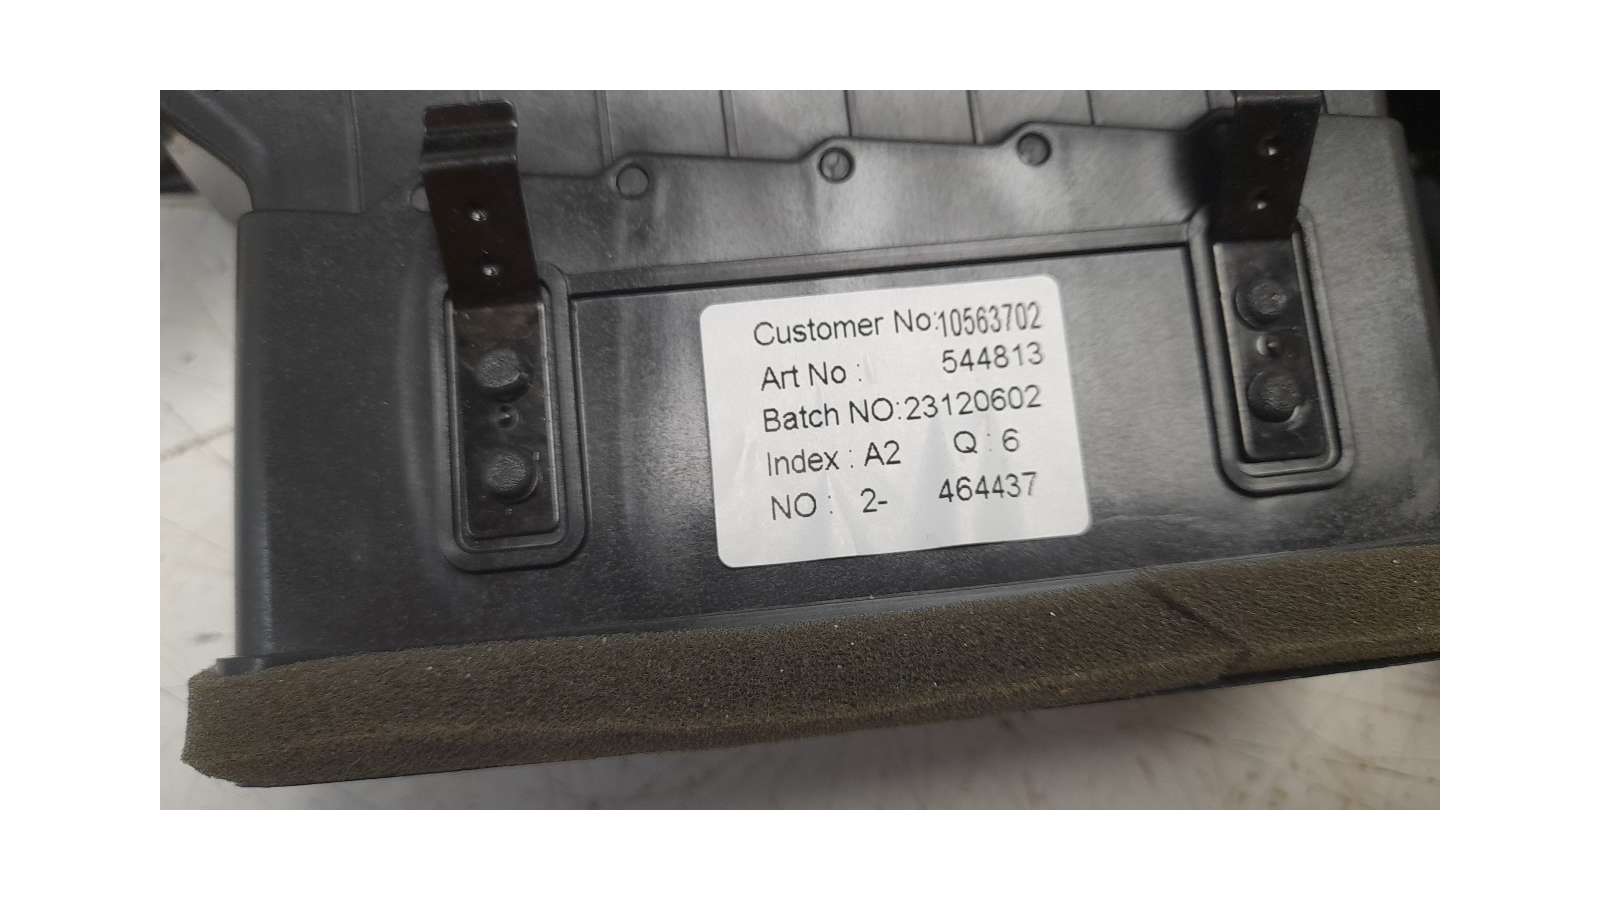 Customer No:10563702
Art No : 544813
Batch NO:23120602
Index : A2 Q : 6
NO : 2- 464437